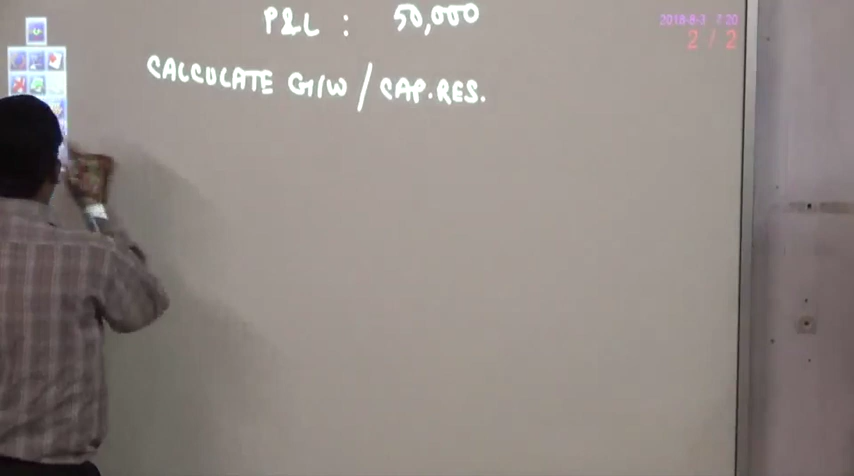 P&L : 50,000
2018-8-3 7 20
2 / 2
CALCULATE G/W / CAP.RES.